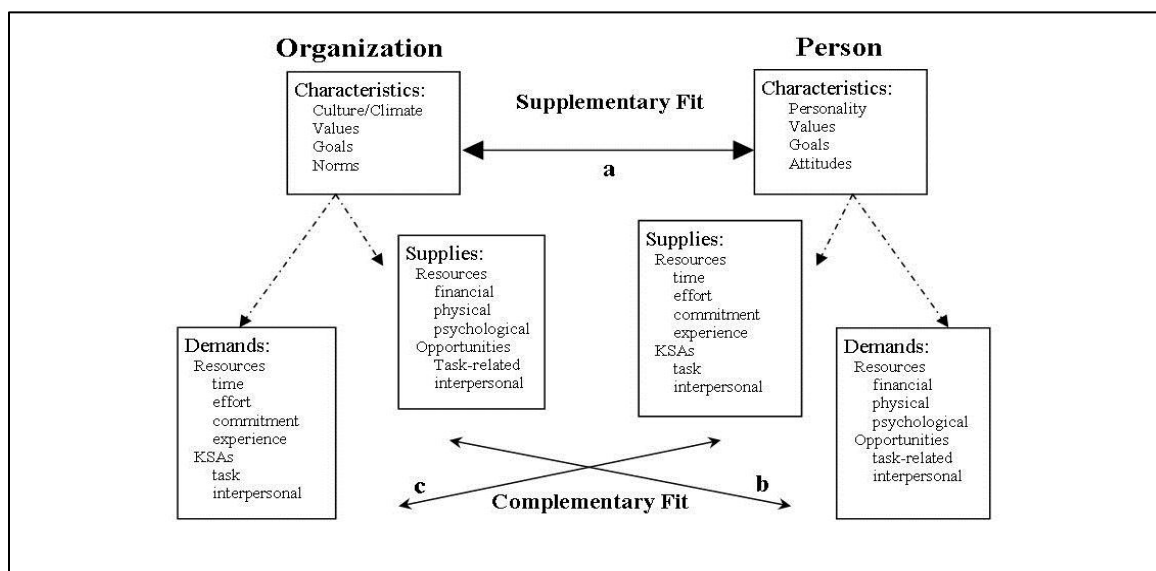 Organization
Person
Characteristics:
Culture/Climate
Values
Goals
Norms
Supplementary Fit
a
Characteristics:
Personality
Values
Goals
Attitudes
Supplies:
Resources
financial
physical
psychological
Opportunities
Task-related
interpersonal
Supplies:
Resources
time
effort
commitment
experience
KSAs
task
interpersonal
Demands:
Resources
time
effort
commitment
experience
KSAs
task
interpersonal
Demands:
Resources
financial
physical
psychological
Opportunities
task-related
interpersonal
c
b
Complementary Fit